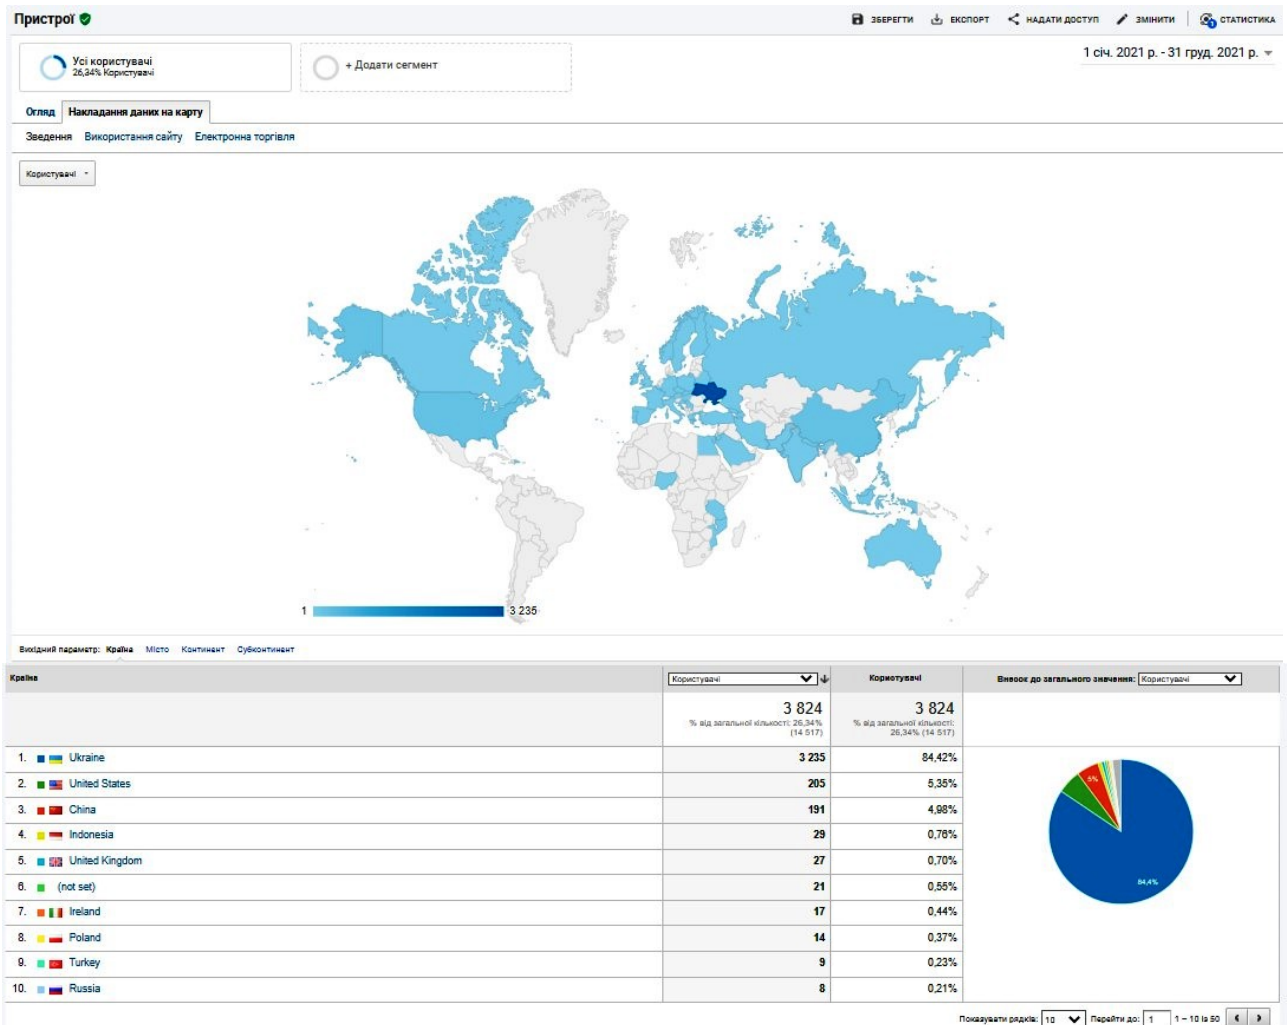 Пристрої
ЗБЕРЕГТИ ЕКСПОРТ НАДАТИ ДОСТУП ЗМІНИТИ СТАТИСТИКА
1 січ. 2021 р. - 31 груд. 2021 р.
Усі користувачі
26,34% Користувачі
+ Додати сегмент
Огляд Накладання даних на карту
Зведення Використання сайту Електронна торгівля
Користувачі
1 3 235
Вихідний параметр: Країна Місто Континент Субконтинент
Країна Користувачі Користувачі Внесок до загального значення: Користувачі
3 824 3 824
% від загальної кількості: 26,34% (14 517) % від загальної кількості: 26,34% (14 517)
1. Ukraine 3 235 84,42%
2. United States 205 5,35%
3. China 191 4,98%
4. Indonesia 29 0,76%
5. United Kingdom 27 0,70%
6. (not set) 21 0,55%
7. Ireland 17 0,44%
8. Poland 14 0,37%
9. Turkey 9 0,23%
10. Russia 8 0,21%
5%
84,4%
Показувати рядків: 10 Перейти до: 1 1 – 10 із 50